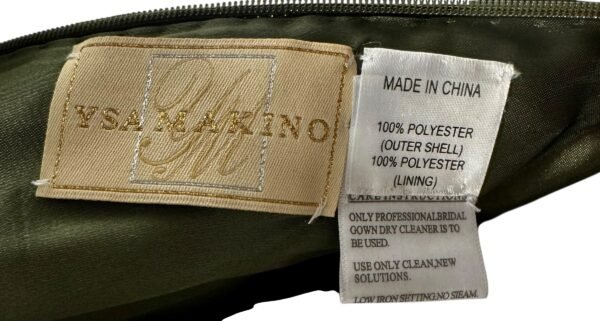 YM
YSA MAKINO
MADE IN CHINA
100% POLYESTER
(OUTER SHELL)
100% POLYESTER
(LINING)
CARE INSTRUCTIONS
ONLY PROFESSIONALBRIDAL
GOWN DRY CLEANER IS TO
BE USED.
USE ONLY CLEAN,NEW
SOLUTIONS.
LOW IRON SETTING.NO SEAM.